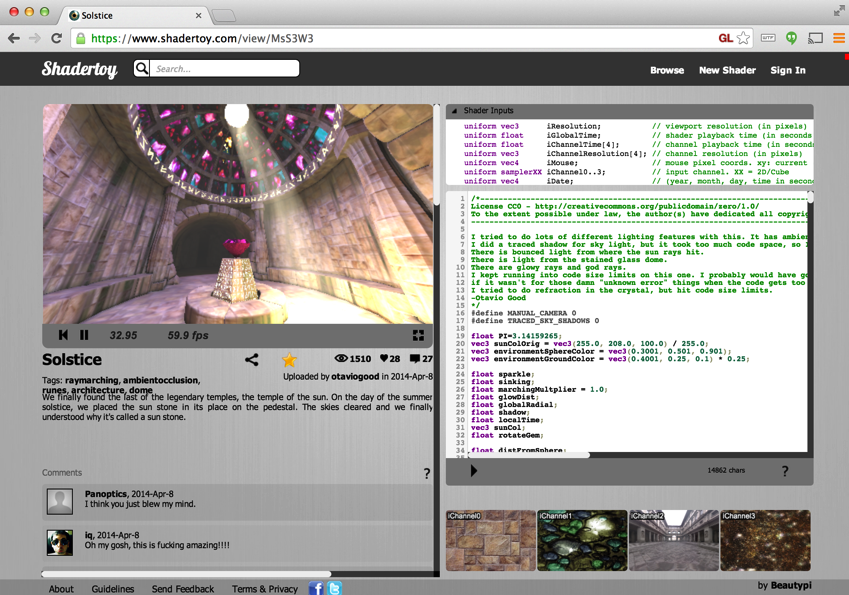 Solstice
https://www.shadertoy.com/view/MsS3W3
GL
Shadertoy
Search...
Browse New Shader Sign In
32.95 59.9 fps
Solstice
1510 28 27
Uploaded by otaviogood in 2014-Apr-8
Tags: raymarching, ambientocclusion,
runes, architecture, dome
We finally found the last of the legendary temples, the temple of the sun. On the day of the summer
solstice, we placed the sun stone in its place on the pedestal. The skies cleared and we finally
understood why it's called a sun stone.
Comments ?
Panoptics, 2014-Apr-8
I think you just blew my mind.
iq, 2014-Apr-8
Oh my gosh, this is fucking amazing!!!!
Shader Inputs
uniform vec3 iResolution; // viewport resolution (in pixels)
uniform float iGlobalTime; // shader playback time (in seconds
uniform float iChannelTime[4]; // channel playback time (in seconds
uniform vec3 iChannelResolution[4]; // channel resolution (in pixels)
uniform vec4 iMouse; // mouse pixel coords. xy: current
uniform samplerXX iChannel0..3; // input channel. XX = 2D/Cube
uniform vec4 iDate; // (year, month, day, time in second
1 /*--------------------------------------------------------------------------
2 License CC0 - http://creativecommons.org/publicdomain/zero/1.0/
3 To the extent possible under law, the author(s) have dedicated all copyrig
4 ----------------------------------------------------------------------------
5
6 I tried to do lots of different lighting features with this. It has ambien
7 I did a traced shadow for sky light, but it took too much code space, so I
8 There is bounced light from where the sun rays hit.
9 There is light from the stained glass dome.
10 There are glowy rays and god rays.
11 I kept running into code size limits on this one. I probably would have go
12 if it wasn't for those damn "unknown error" things when the code gets too
13 I tried to do refraction in the crystal, but hit code size limits.
14 -Otavio Good
15 */
16 #define MANUAL_CAMERA 0
17 #define TRACED_SKY_SHADOWS 0
18
19 float PI=3.14159265;
20 vec3 sunColOrig = vec3(255.0, 208.0, 100.0) / 255.0;
21 vec3 environmentSphereColor = vec3(0.3001, 0.501, 0.901);
22 vec3 environmentGroundColor = vec3(0.4001, 0.25, 0.1) * 0.25;
23
24 float sparkle;
25 float sinking;
26 float marchingMultplier = 1.0;
27 float glowDist;
28 float globalRadial;
29 float shadow;
30 float localTime;
31 vec3 sunCol;
32 float rotateGem;
33
34 float distFromSphere;
35
14862 chars ?
iChannel0 iChannel1 iChannel2 iChannel3
About Guidelines Send Feedback Terms & Privacy
by Beautypi